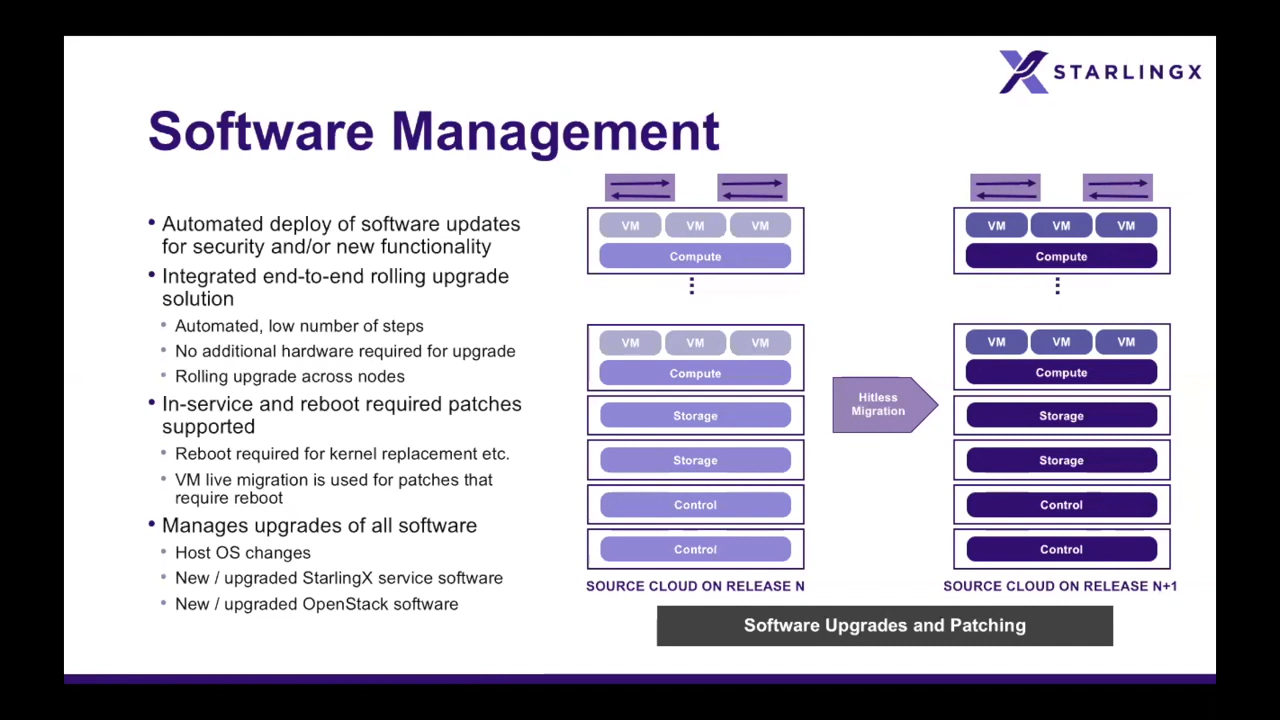 STARLINGX
Software Management
• Automated deploy of software updates
for security and/or new functionality
• Integrated end-to-end rolling upgrade
solution
• Automated, low number of steps
• No additional hardware required for upgrade
• Rolling upgrade across nodes
• In-service and reboot required patches
supported
• Reboot required for kernel replacement etc.
• VM live migration is used for patches that
require reboot
• Manages upgrades of all software
• Host OS changes
• New / upgraded StarlingX service software
• New / upgraded OpenStack software
VM VM VM
Compute
VM VM VM
Compute
Storage
Storage
Control
Control
SOURCE CLOUD ON RELEASE N
Hitless
Migration
VM VM VM
Compute
VM VM VM
Compute
Storage
Storage
Control
Control
SOURCE CLOUD ON RELEASE N+1
Software Upgrades and Patching